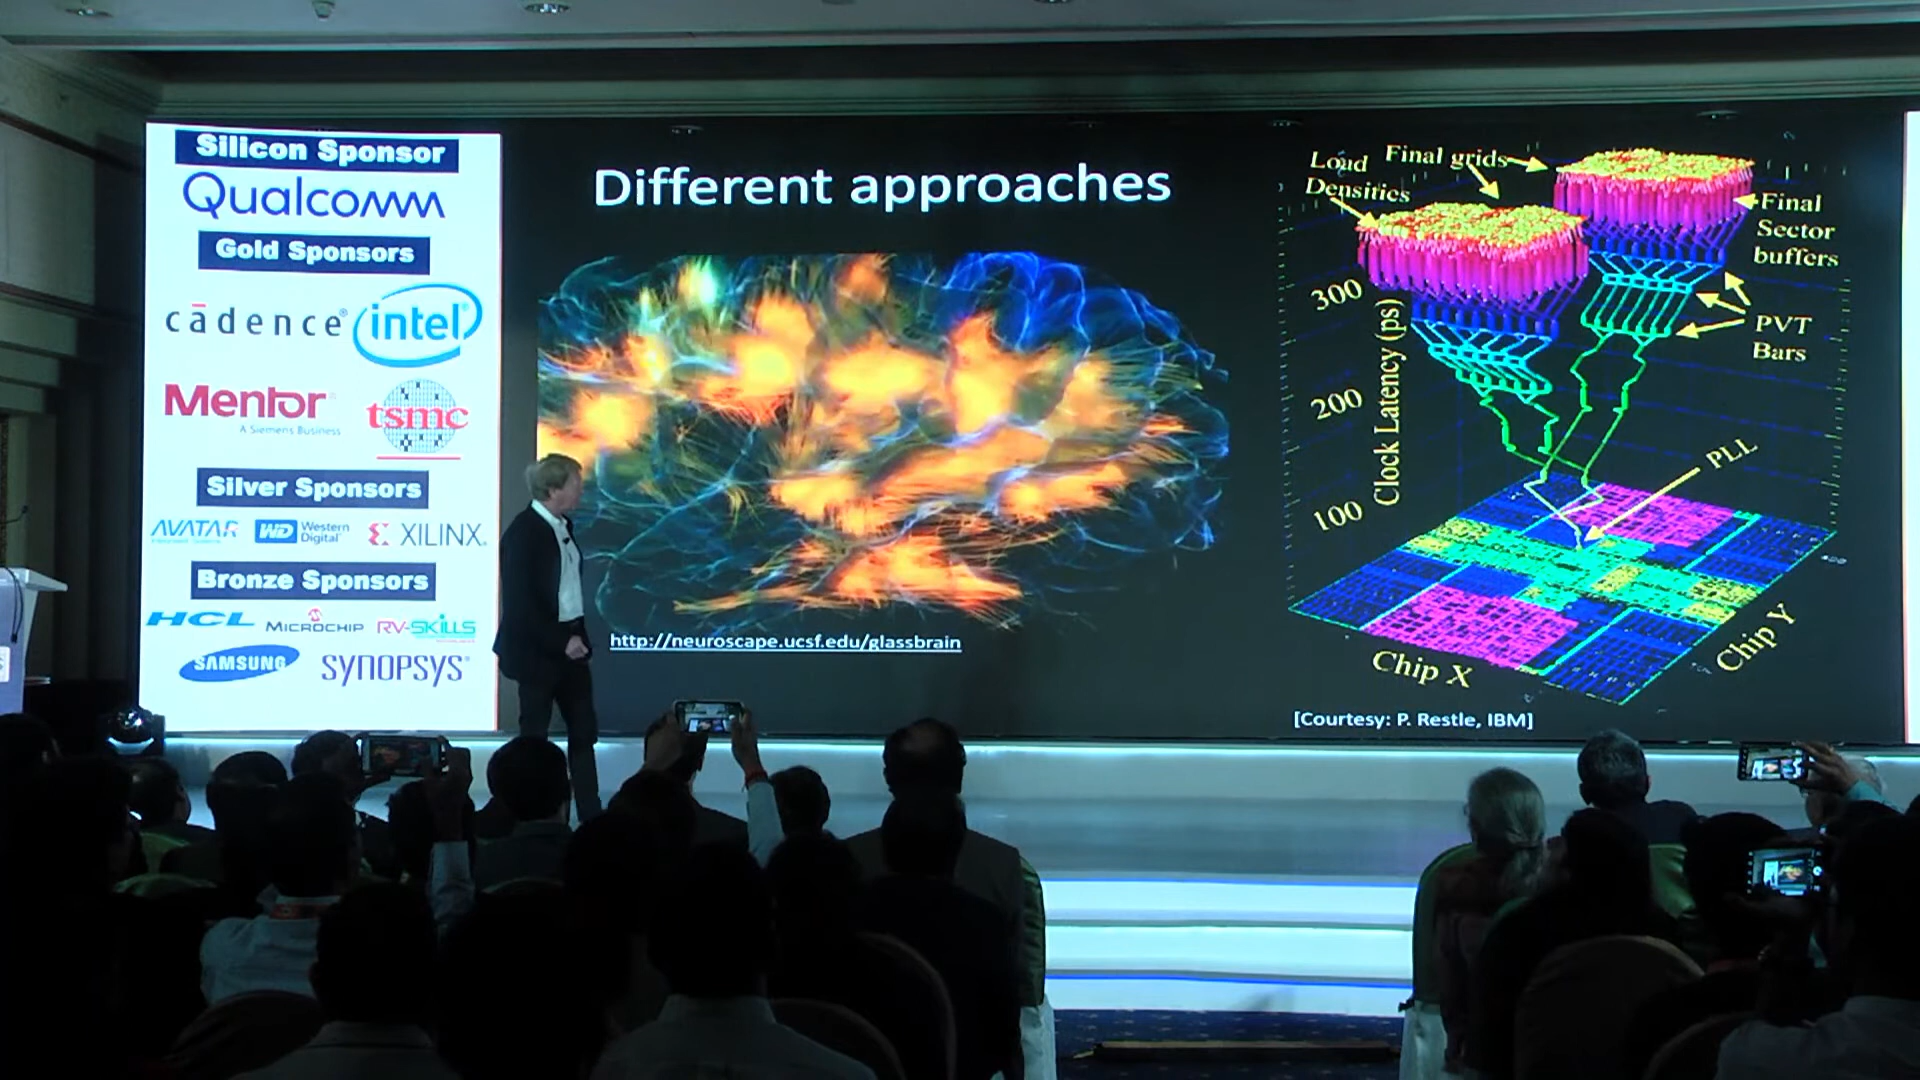 Silicon Sponsor
Qualcomm
Gold Sponsors
cādence®
intel
Mentor
A Siemens Business
tsmc
Silver Sponsors
AVATAR
WD Western Digital
XILINX
Bronze Sponsors
HCL
MICROCHIP
RV-SKILLS
SAMSUNG
SYNOPSYS®
Different approaches
http://neuroscape.ucsf.edu/glassbrain
Load
Densities
Final grids
Final
Sector
buffers
PVT
Bars
300
200
100
Clock Latency (ps)
PLL
Chip X
Chip Y
[Courtesy: P. Restle, IBM]